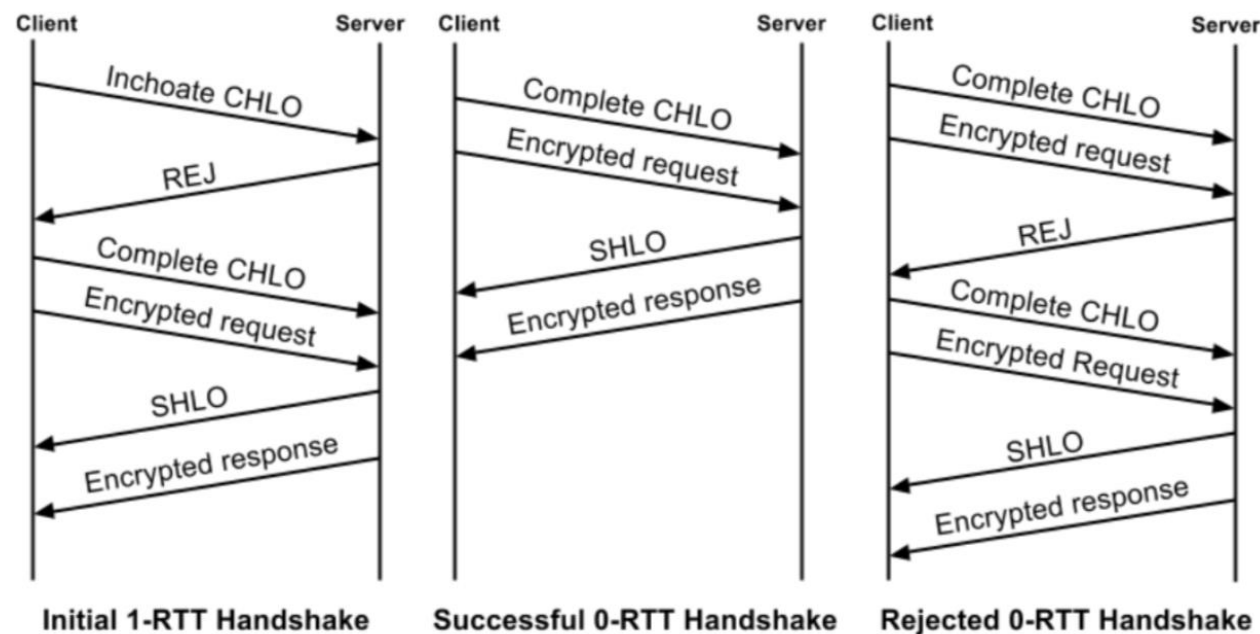 Client
Server
Inchoate CHLO
REJ
Complete CHLO
Encrypted request
SHLO
Encrypted response
Initial 1-RTT Handshake
Client
Server
Complete CHLO
Encrypted request
SHLO
Encrypted response
Successful 0-RTT Handshake
Client
Server
Complete CHLO
Encrypted request
REJ
Complete CHLO
Encrypted Request
SHLO
Encrypted response
Rejected 0-RTT Handshake